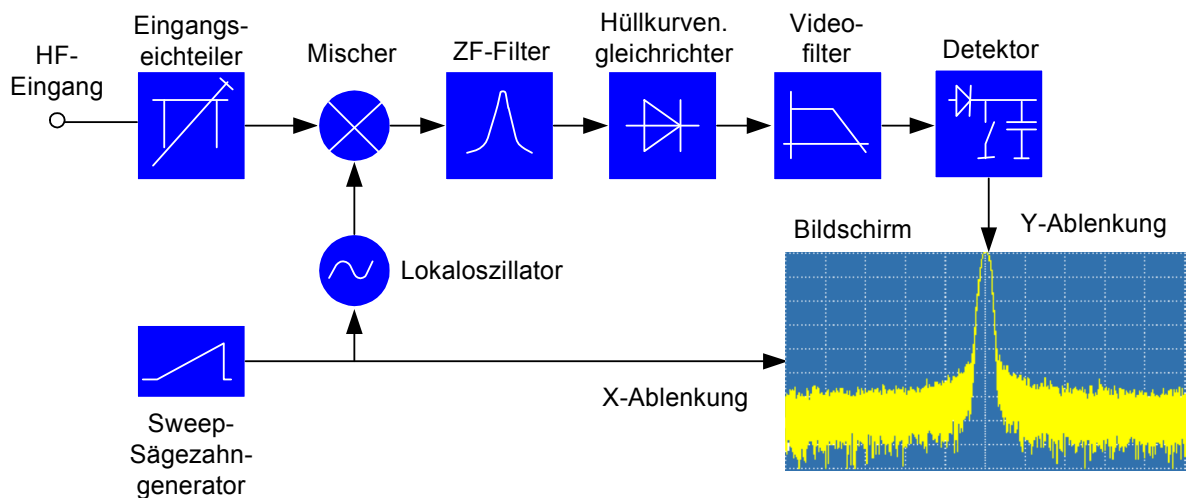 HF-
Eingang
Eingangs-
eichteiler
Mischer
ZF-Filter
Hüllkurven.
gleichrichter
Video-
filter
Detektor
Lokaloszillator
Bildschirm
Y-Ablenkung
X-Ablenkung
Sweep-
Sägezahn-
generator